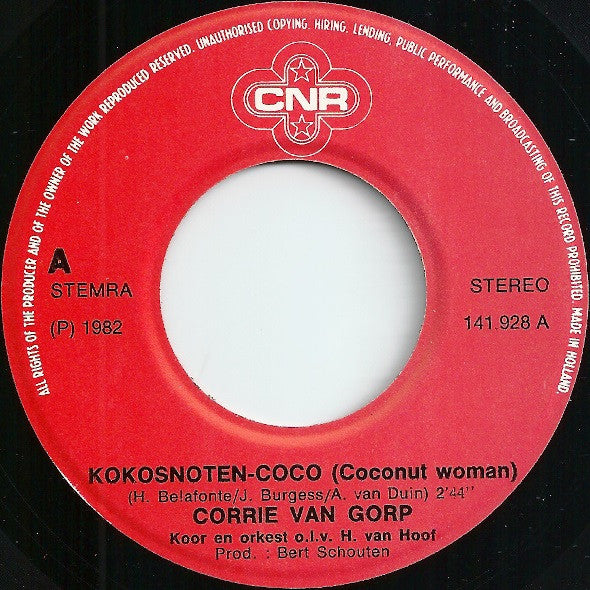 ALL RIGHTS OF THE PRODUCER AND OF THE OWNER OF THE WORK REPRODUCED RESERVED. UNAUTHORISED COPYING, HIRING, LENDING, PUBLIC PERFORMANCE AND BROADCASTING OF THIS RECORD PROHIBITED. MADE IN HOLLAND.
CNR
A
STEMRA
(P) 1982
STEREO
141.928 A
KOKOSNOTEN-COCO (Coconut woman)
(H. Belafonte/J. Burgess/A. van Duin) 2'44"
CORRIE VAN GORP
Koor en orkest o.l.v. H. van Hoof
Prod. : Bert Schouten